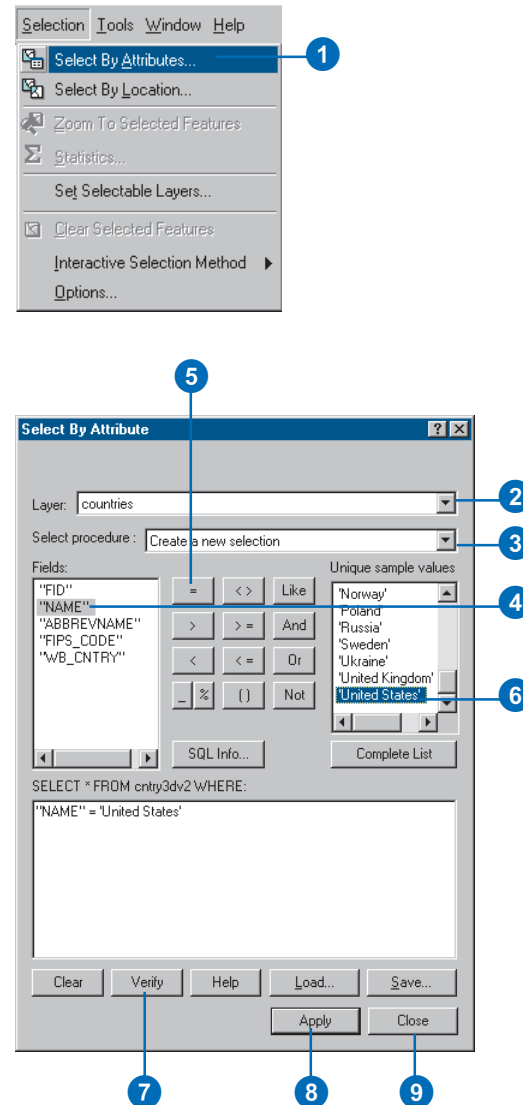 Selection Tools Window Help
Select By Attributes...
1
Select By Location...
Zoom To Selected Features
Σ Statistics...
Set Selectable Layers...
Clear Selected Features
Interactive Selection Method
Options...
5
Select By Attribute
? X
Layer: countries
2
Select procedure : Create a new selection
3
Fields: Unique sample values
"FID"
"NAME"
"ABBREVNAME"
"FIPS_CODE"
"WB_CNTRY"
= <> Like
> >= And
< <= Or
_ % () Not
'Norway'
'Poland'
'Russia'
'Sweden'
'Ukraine'
'United Kingdom'
'United States'
4
6
SQL Info... Complete List
SELECT * FROM cntry3dv2 WHERE:
"NAME" = 'United States'
Clear Verify Help Load... Save...
Apply Close
7 8 9